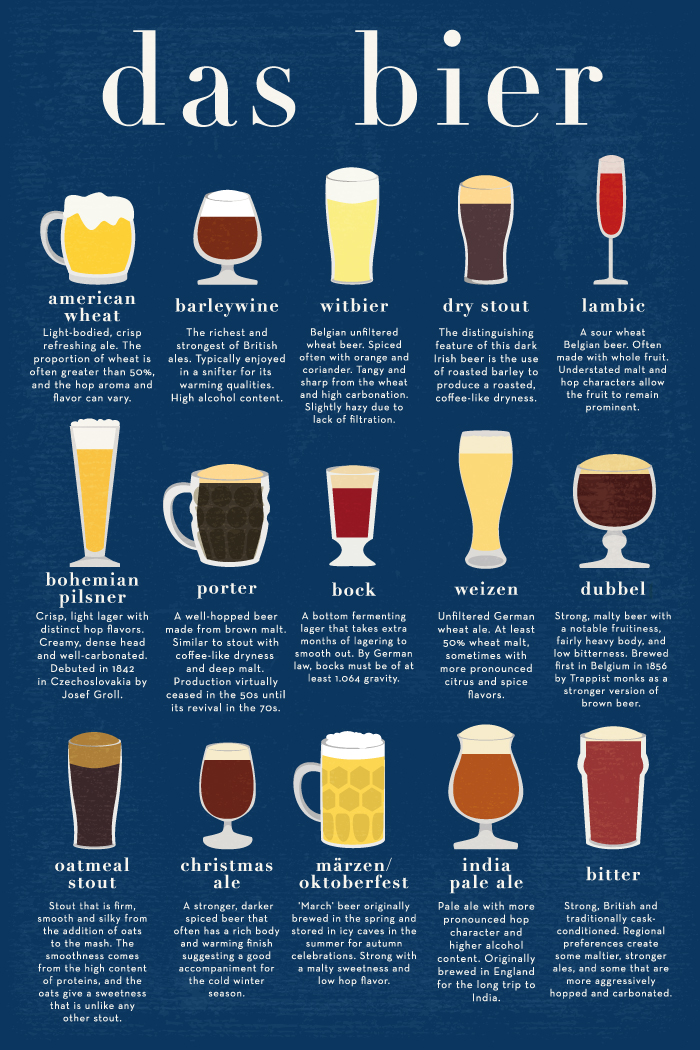 das bier
american
wheat
Light-bodied, crisp
refreshing ale. The
proportion of wheat is
often greater than 50%,
and the hop aroma and
flavor can vary.
barleywine
The richest and
strongest of British
ales. Typically enjoyed
in a snifter for its
warming qualities.
High alcohol content.
witbier
Belgian unfiltered
wheat beer. Spiced
often with orange and
coriander. Tangy and
sharp from the wheat
and high carbonation.
Slightly hazy due to
lack of filtration.
dry stout
The distinguishing
feature of this dark
Irish beer is the use
of roasted barley to
produce a roasted,
coffee-like dryness.
lambic
A sour wheat
Belgian beer. Often
made with whole fruit.
Understated malt and
hop characters allow
the fruit to remain
prominent.
bohemian
pilsner
Crisp, light lager with
distinct hop flavors.
Creamy, dense head
and well-carbonated.
Debuted in 1842
in Czechoslovakia by
Josef Groll.
porter
A well-hopped beer
made from brown malt.
Similar to stout with
coffee-like dryness
and deep malt.
Production virtually
ceased in the 50s until
its revival in the 70s.
bock
A bottom fermenting
lager that takes extra
months of lagering to
smooth out. By German
law, bocks must be of at
least 1.064 gravity.
weizen
Unfiltered German
wheat ale. At least
50% wheat malt,
sometimes with
more pronounced
citrus and spice
flavors.
dubbel
Strong, malty beer with
a notable fruitiness,
fairly heavy body, and
low bitterness. Brewed
first in Belgium in 1856
by Trappist monks as a
stronger version of
brown beer.
oatmeal
stout
Stout that is firm,
smooth and silky from
the addition of oats
to the mash. The
smoothness comes
from the high content
of proteins, and the
oats give a sweetness
that is unlike any
other stout.
christmas
ale
A stronger, darker
spiced beer that
often has a rich body
and warming finish
suggesting a good
accompaniment for
the cold winter
season.
märzen/
oktoberfest
'March' beer originally
brewed in the spring and
stored in icy caves in the
summer for autumn
celebrations. Strong with
a malty sweetness and
low hop flavor.
india
pale ale
Pale ale with more
pronounced hop
character and
higher alcohol
content. Originally
brewed in England
for the long trip to
India.
bitter
Strong, British and
traditionally cask-
conditioned. Regional
preferences create
some maltier, stronger
ales, and some that are
more aggressively
hopped and carbonated.